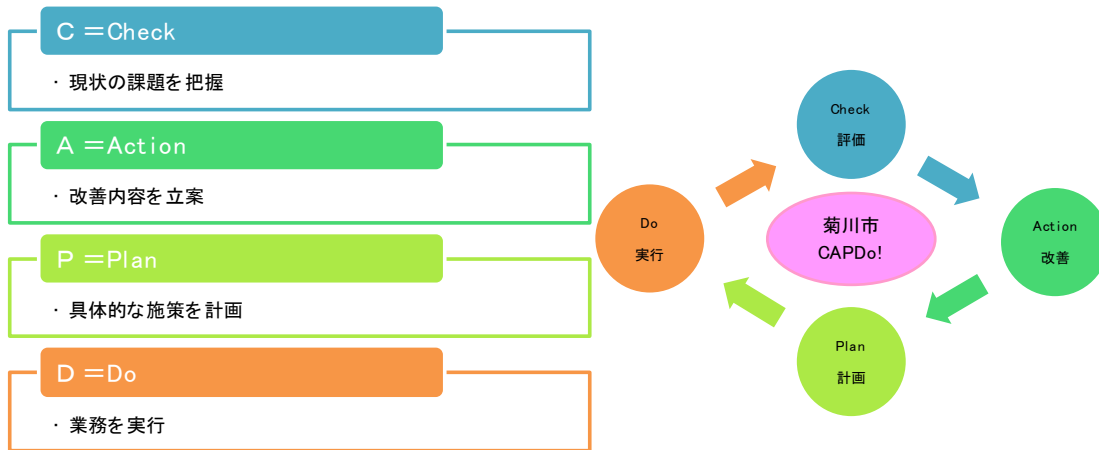 C＝Check
・現状の課題を把握
A＝Action
・改善内容を立案
P＝Plan
・具体的な施策を計画
D＝Do
・業務を実行
Check
評価
Action
改善
Plan
計画
Do
実行
菊川市
CAPDo!